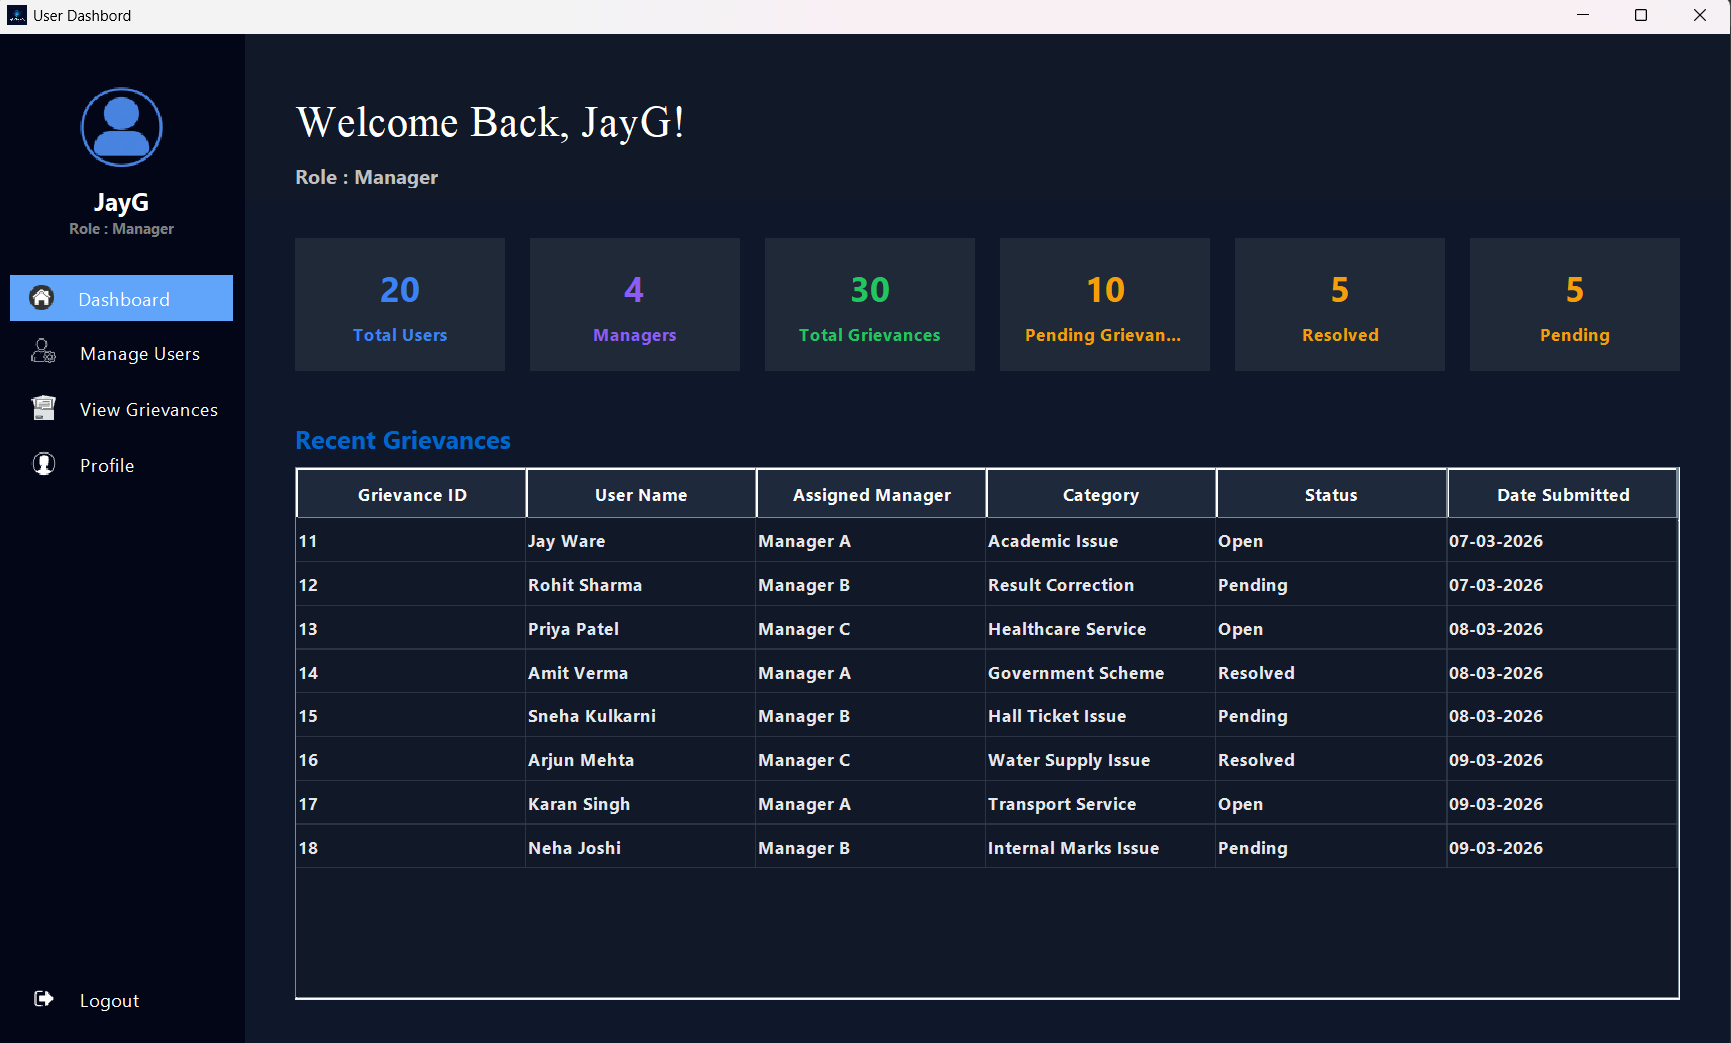 User Dashbord
JayG
Role : Manager
Dashboard
Manage Users
View Grievances
Profile
Logout
Welcome Back, JayG!
Role : Manager
20
Total Users
4
Managers
30
Total Grievances
10
Pending Grievan...
5
Resolved
5
Pending
Recent Grievances
Grievance ID User Name Assigned Manager Category Status Date Submitted
11 Jay Ware Manager A Academic Issue Open 07-03-2026
12 Rohit Sharma Manager B Result Correction Pending 07-03-2026
13 Priya Patel Manager C Healthcare Service Open 08-03-2026
14 Amit Verma Manager A Government Scheme Resolved 08-03-2026
15 Sneha Kulkarni Manager B Hall Ticket Issue Pending 08-03-2026
16 Arjun Mehta Manager C Water Supply Issue Resolved 09-03-2026
17 Karan Singh Manager A Transport Service Open 09-03-2026
18 Neha Joshi Manager B Internal Marks Issue Pending 09-03-2026